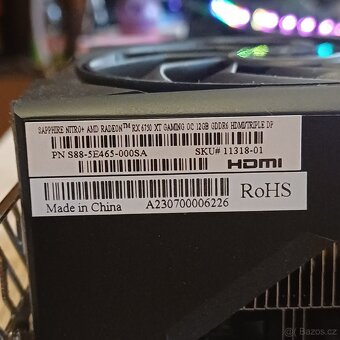 SAPPHIRE NITRO+ AMD RADEON™ RX 6750 XT GAMING OC 12GB GDDR6 HDMI/TRIPLE DP
PN S88-5E465-000SA SKU# 11318-01
HDMI
RoHS
Made in China A230700006226
Bazoš.cz